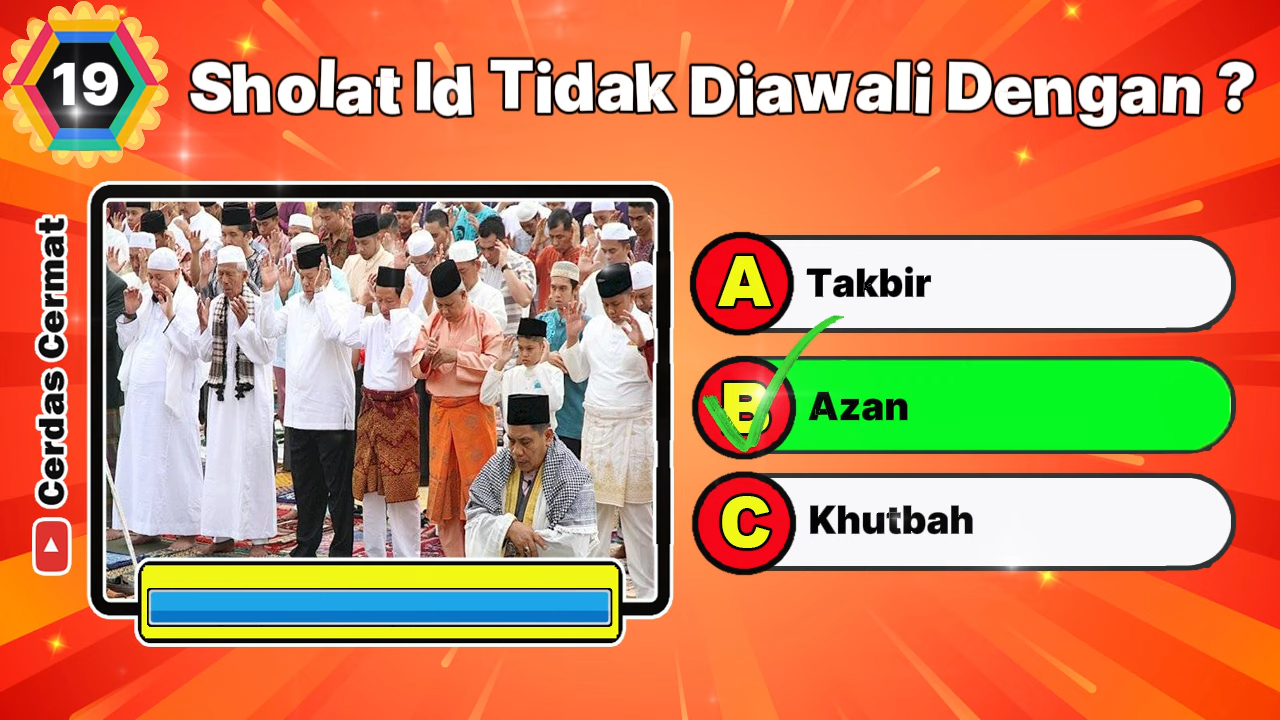 19
Sholat Id Tidak Diawali Dengan ?
Cerdas Cermat
A Takbir
B Azan
C Khutbah